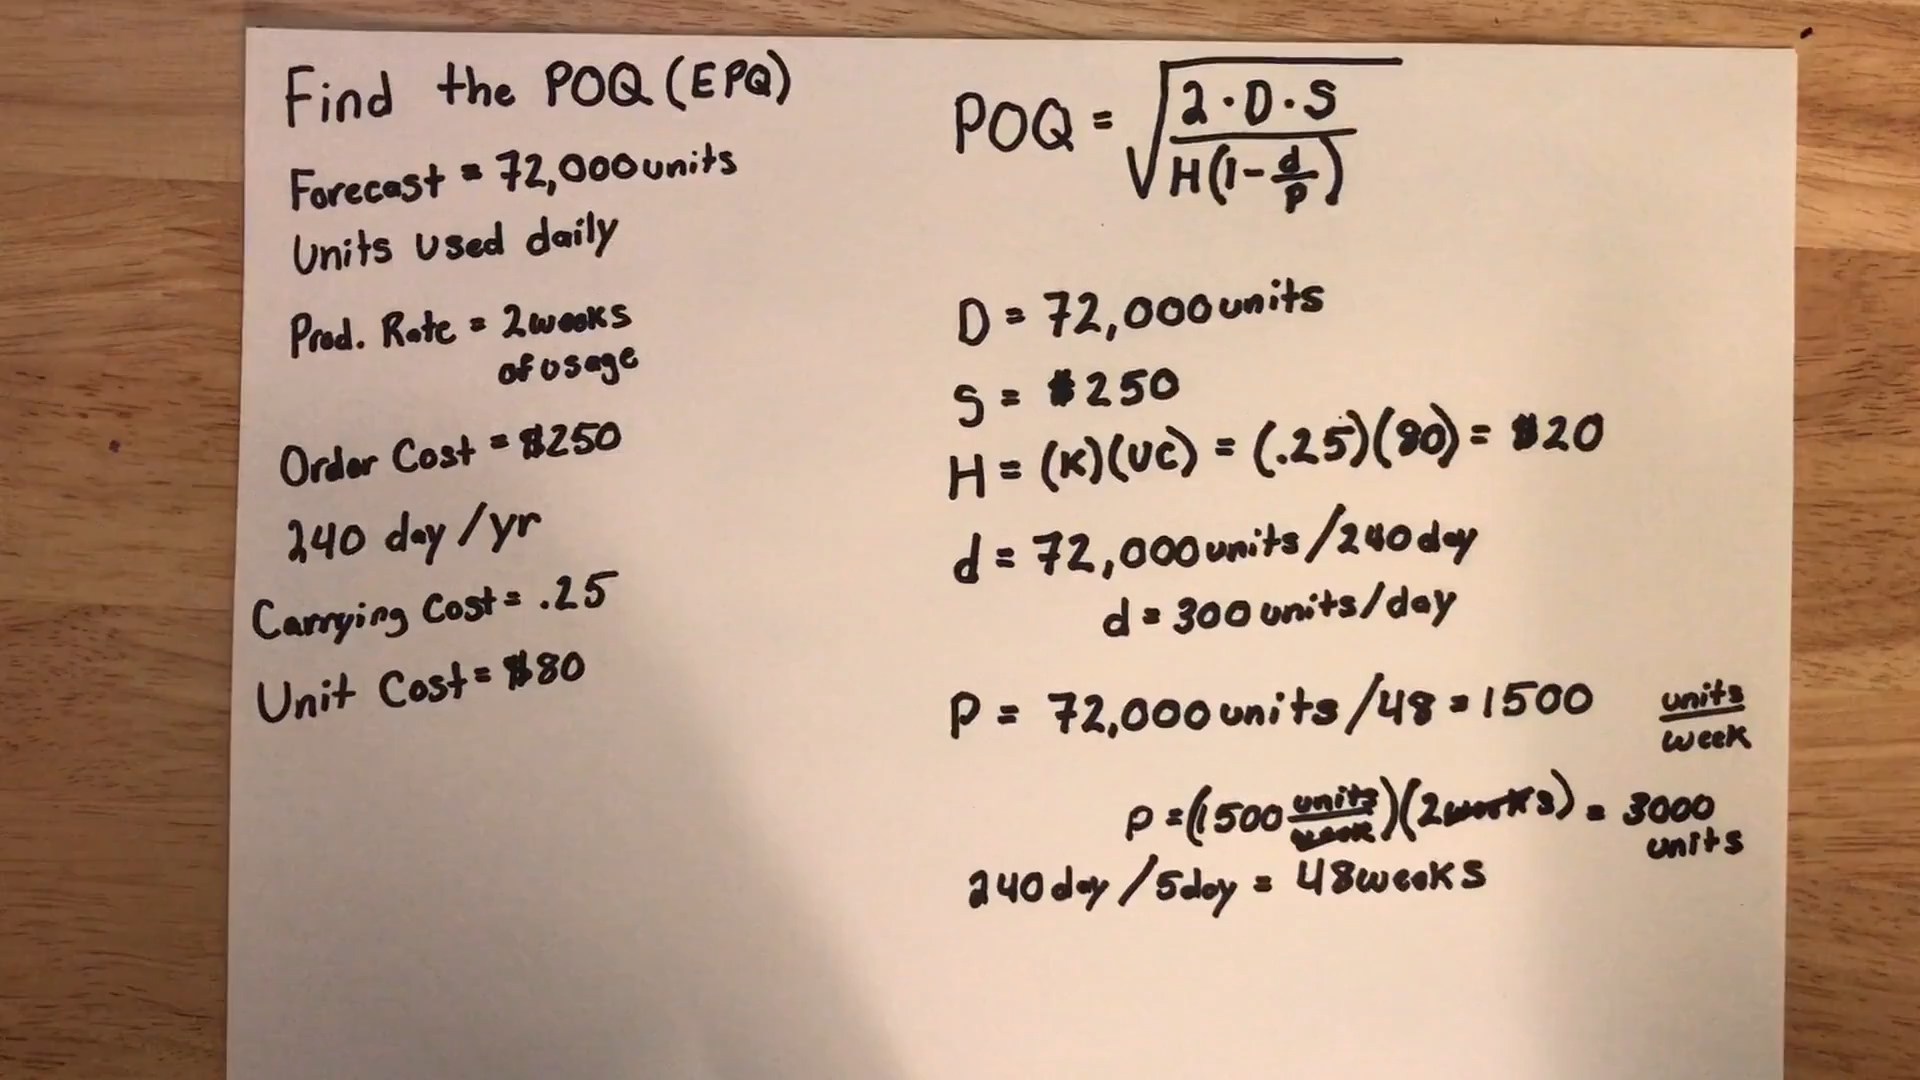 Find the POQ (EPQ)
Forecast = 72,000 units
Units used daily
Prod. Rate = 2 weeks
of usage
Order Cost = $250
240 day/yr
Carrying Cost = .25
Unit Cost = $80
POQ = √ 2·D·S / H(1-d/p)
D = 72,000 units
S = $250
H = (K)(UC) = (.25)(80) = $20
d = 72,000 units/240 day
d = 300 units/day
P = 72,000 units/48 = 1500 units/week
P = (1500 units/week)(2 weeks) = 3000
units
240 day/5 day = 48 weeks